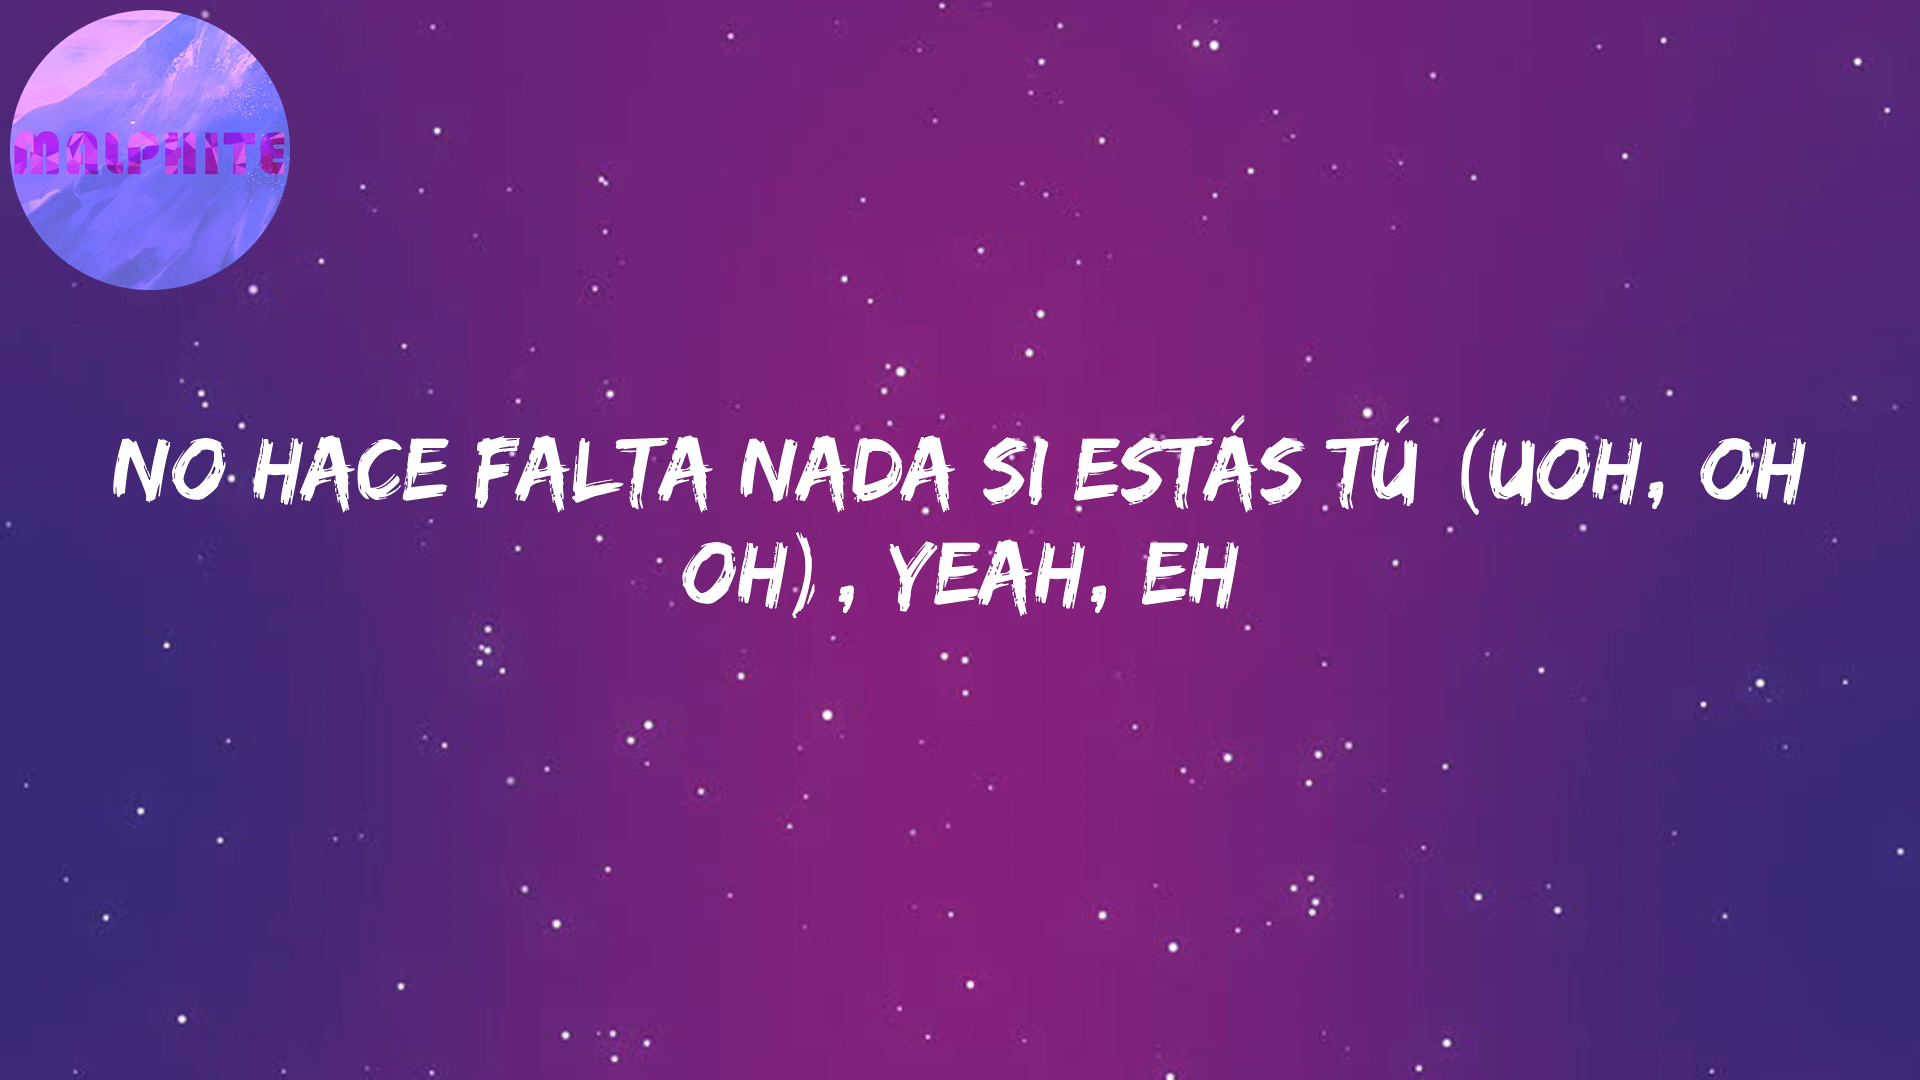 MALPHITE
NO HACE FALTA NADA SI ESTÁS TÚ (UOH, OH
OH) , YEAH, EH